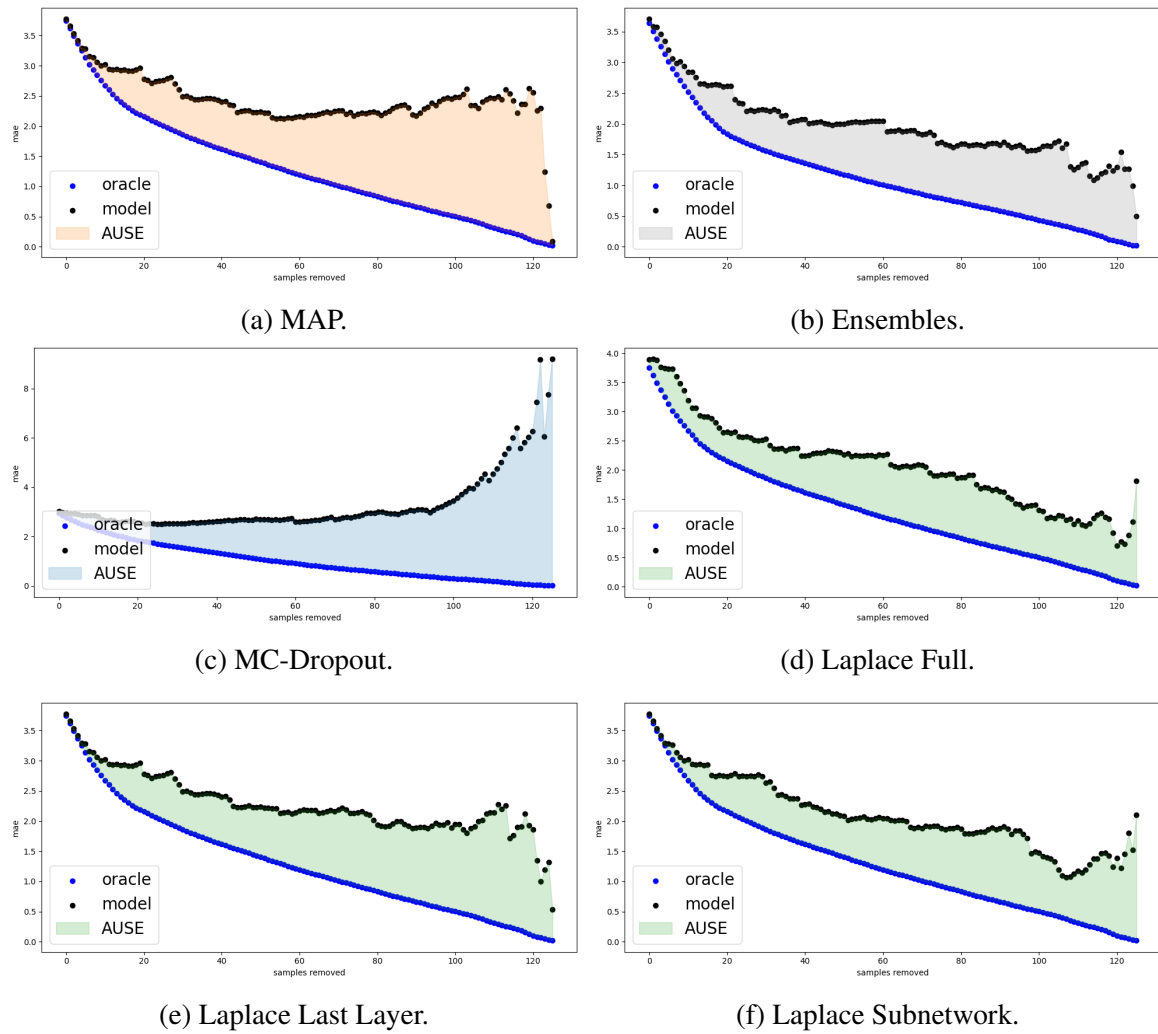 3.5
3.0
2.5
2.0
1.5
1.0
0.5
0.0
mae
oracle
model
AUSE
0 20 40 60 80 100 120
samples removed
(a) MAP.
3.5
3.0
2.5
2.0
1.5
1.0
0.5
0.0
mae
oracle
model
AUSE
0 20 40 60 80 100 120
samples removed
(b) Ensembles.
8
6
4
2
0
mae
oracle
model
AUSE
0 20 40 60 80 100 120
samples removed
(c) MC-Dropout.
4.0
3.5
3.0
2.5
2.0
1.5
1.0
0.5
0.0
mae
oracle
model
AUSE
0 20 40 60 80 100 120
samples removed
(d) Laplace Full.
3.5
3.0
2.5
2.0
1.5
1.0
0.5
0.0
mae
oracle
model
AUSE
0 20 40 60 80 100 120
samples removed
(e) Laplace Last Layer.
3.5
3.0
2.5
2.0
1.5
1.0
0.5
0.0
mae
oracle
model
AUSE
0 20 40 60 80 100 120
samples removed
(f) Laplace Subnetwork.